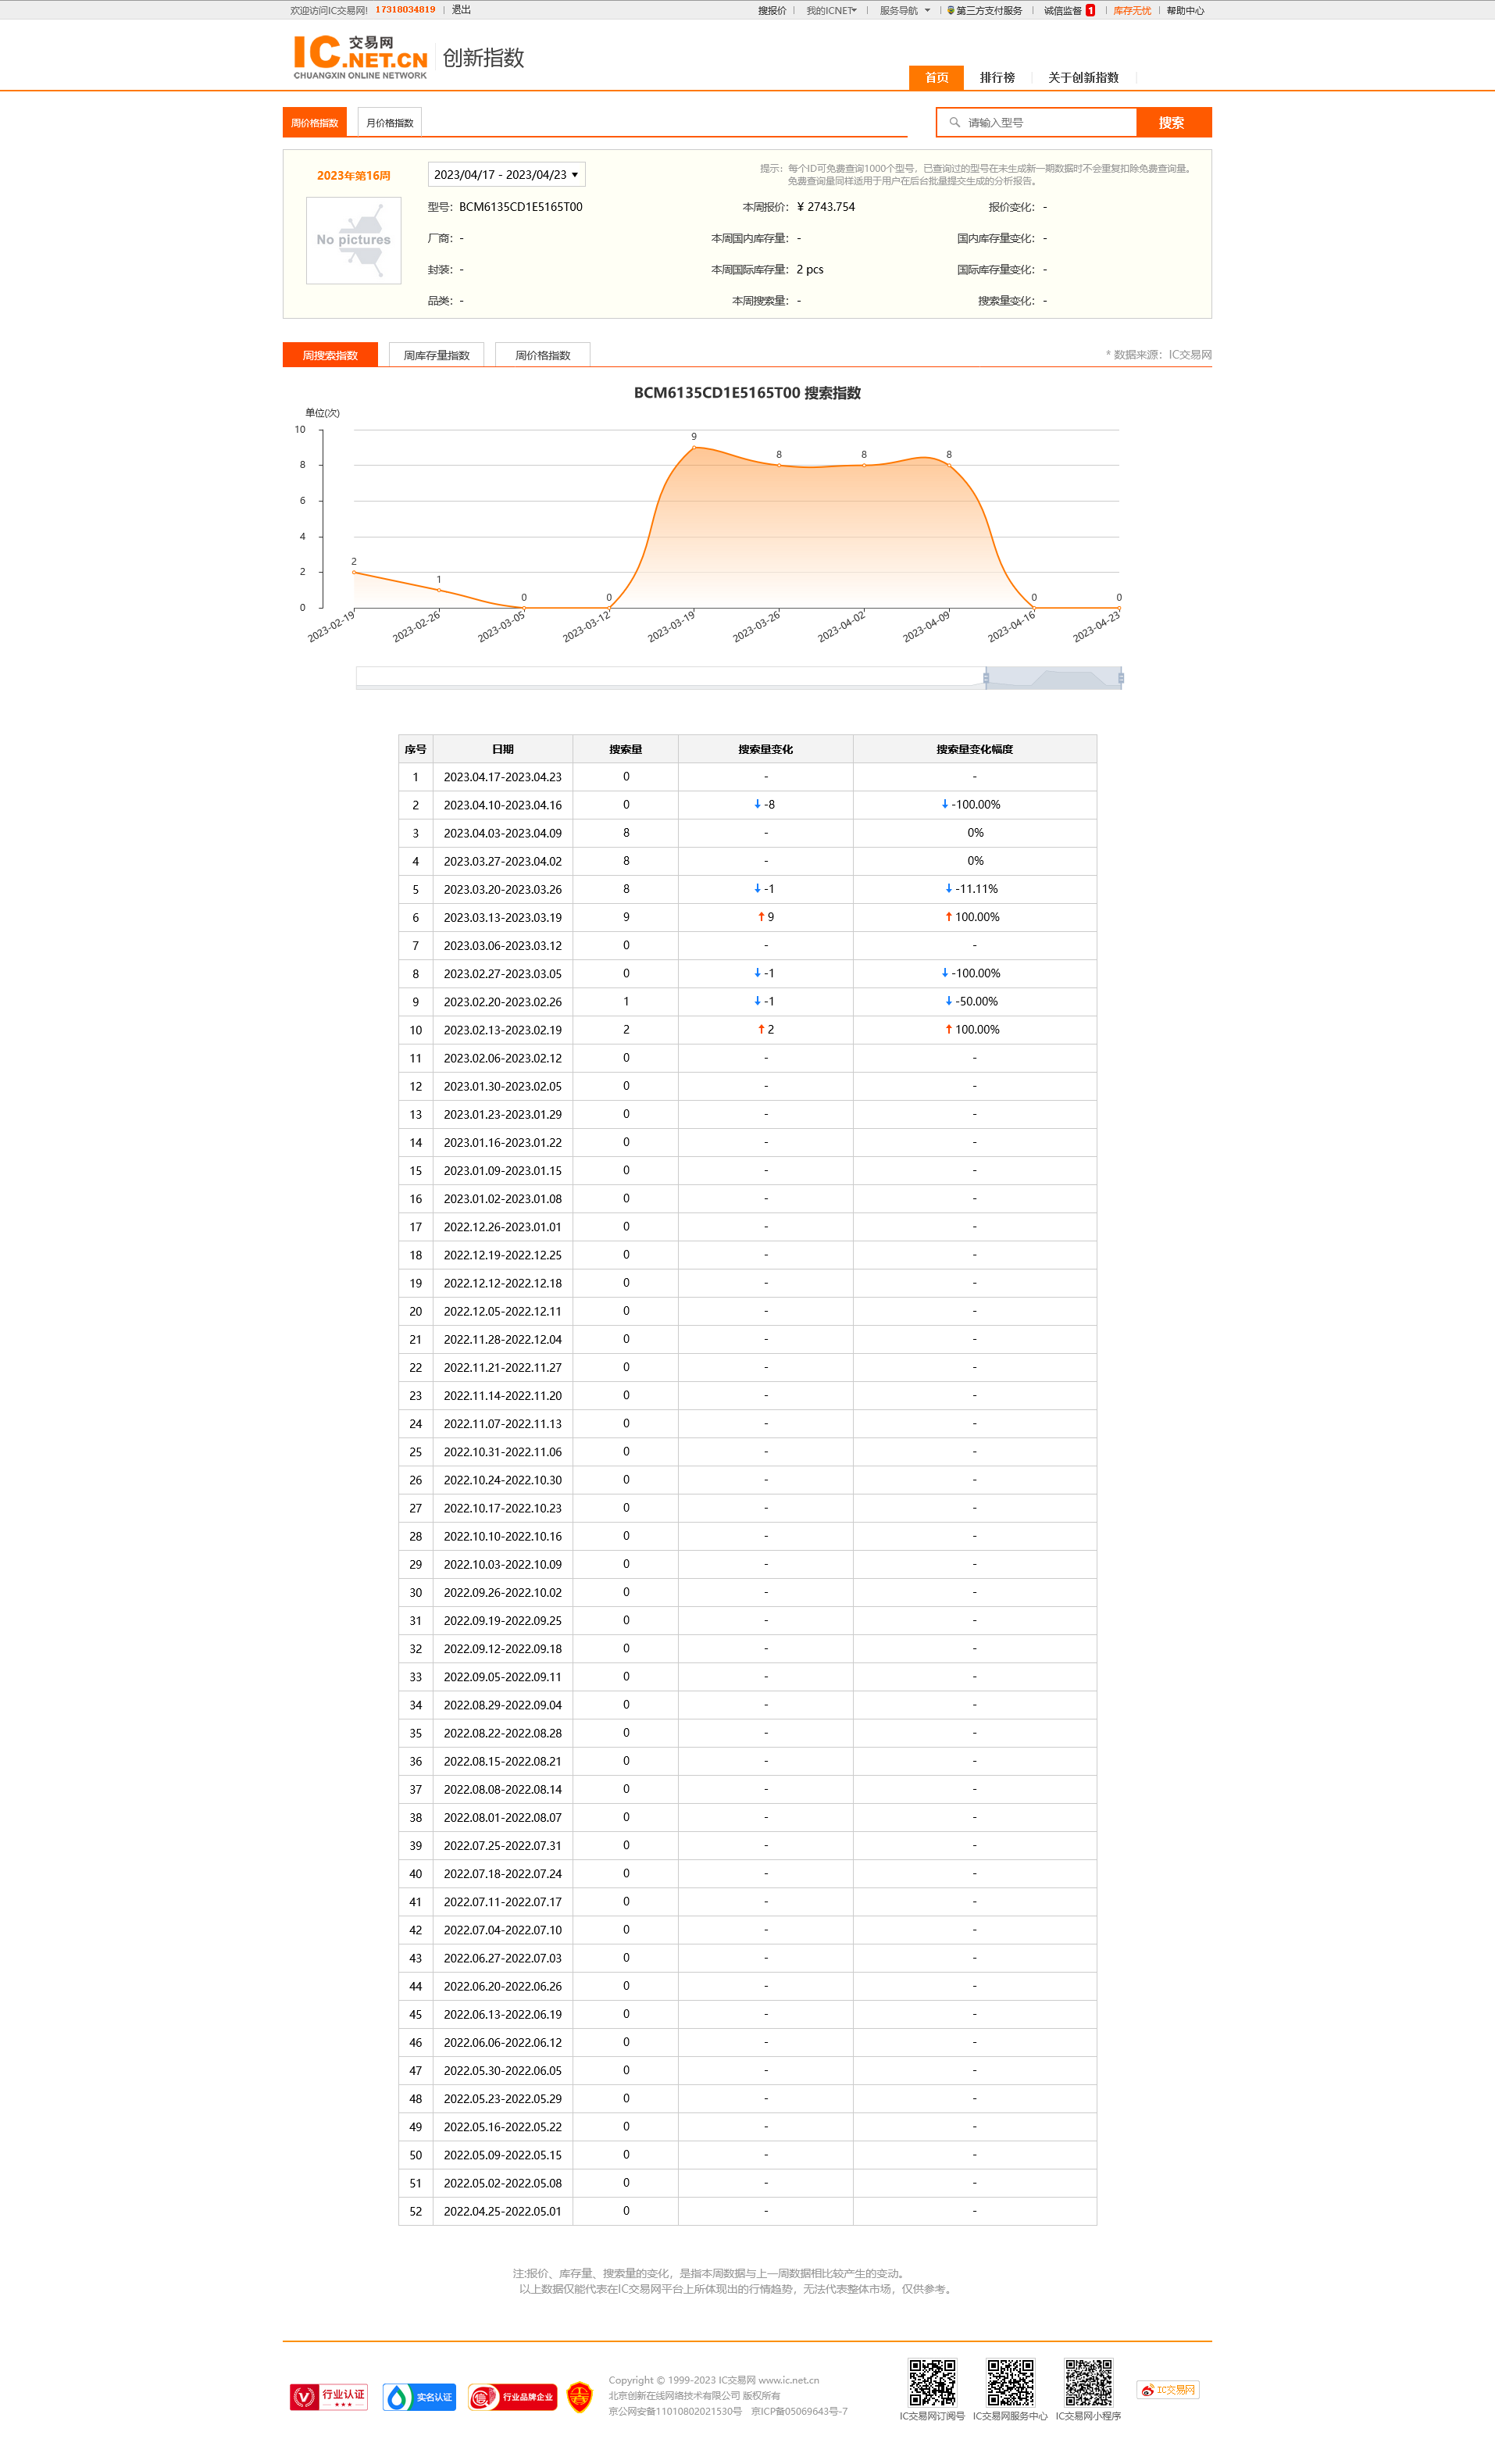 欢迎访问IC交易网! 17318034819 | 退出 搜报价 | 我的ICNET | 服务导航 | 第三方支付服务 | 诚信监督 1 | 库存无忧 | 帮助中心
IC交易网 .NET.CN 创新指数
CHUANGXIN ONLINE NETWORK
首页 排行榜 关于创新指数
周价格指数 月价格指数 请输入型号 搜索
2023年第16周 2023/04/17 - 2023/04/23 提示：每个ID可免费查询1000个型号，已查询过的型号在未生成新一期数据时不会重复扣除免费查询量。
免费查询量同样适用于用户在后台批量提交生成的分析报告。
型号：BCM6135CD1E5165T00 本周报价：¥ 2743.754 报价变化：-
No pictures
厂商：- 本周国内库存量：- 国内库存量变化：-
封装：- 本周国际库存量：2 pcs 国际库存量变化：-
品类：- 本周搜索量：- 搜索量变化：-
周搜索指数 周库存量指数 周价格指数 * 数据来源：IC交易网
BCM6135CD1E5165T00 搜索指数
单位(次)
10
8
6
4
2
0
2 1 0 0 9 8 8 8 0 0
2023-02-19 2023-02-26 2023-03-05 2023-03-12 2023-03-19 2023-03-26 2023-04-02 2023-04-09 2023-04-16 2023-04-23
序号 日期 搜索量 搜索量变化 搜索量变化幅度
1 2023.04.17-2023.04.23 0 - -
2 2023.04.10-2023.04.16 0 ↓ -8 ↓ -100.00%
3 2023.04.03-2023.04.09 8 - 0%
4 2023.03.27-2023.04.02 8 - 0%
5 2023.03.20-2023.03.26 8 ↓ -1 ↓ -11.11%
6 2023.03.13-2023.03.19 9 ↑ 9 ↑ 100.00%
7 2023.03.06-2023.03.12 0 - -
8 2023.02.27-2023.03.05 0 ↓ -1 ↓ -100.00%
9 2023.02.20-2023.02.26 1 ↓ -1 ↓ -50.00%
10 2023.02.13-2023.02.19 2 ↑ 2 ↑ 100.00%
11 2023.02.06-2023.02.12 0 - -
12 2023.01.30-2023.02.05 0 - -
13 2023.01.23-2023.01.29 0 - -
14 2023.01.16-2023.01.22 0 - -
15 2023.01.09-2023.01.15 0 - -
16 2023.01.02-2023.01.08 0 - -
17 2022.12.26-2023.01.01 0 - -
18 2022.12.19-2022.12.25 0 - -
19 2022.12.12-2022.12.18 0 - -
20 2022.12.05-2022.12.11 0 - -
21 2022.11.28-2022.12.04 0 - -
22 2022.11.21-2022.11.27 0 - -
23 2022.11.14-2022.11.20 0 - -
24 2022.11.07-2022.11.13 0 - -
25 2022.10.31-2022.11.06 0 - -
26 2022.10.24-2022.10.30 0 - -
27 2022.10.17-2022.10.23 0 - -
28 2022.10.10-2022.10.16 0 - -
29 2022.10.03-2022.10.09 0 - -
30 2022.09.26-2022.10.02 0 - -
31 2022.09.19-2022.09.25 0 - -
32 2022.09.12-2022.09.18 0 - -
33 2022.09.05-2022.09.11 0 - -
34 2022.08.29-2022.09.04 0 - -
35 2022.08.22-2022.08.28 0 - -
36 2022.08.15-2022.08.21 0 - -
37 2022.08.08-2022.08.14 0 - -
38 2022.08.01-2022.08.07 0 - -
39 2022.07.25-2022.07.31 0 - -
40 2022.07.18-2022.07.24 0 - -
41 2022.07.11-2022.07.17 0 - -
42 2022.07.04-2022.07.10 0 - -
43 2022.06.27-2022.07.03 0 - -
44 2022.06.20-2022.06.26 0 - -
45 2022.06.13-2022.06.19 0 - -
46 2022.06.06-2022.06.12 0 - -
47 2022.05.30-2022.06.05 0 - -
48 2022.05.23-2022.05.29 0 - -
49 2022.05.16-2022.05.22 0 - -
50 2022.05.09-2022.05.15 0 - -
51 2022.05.02-2022.05.08 0 - -
52 2022.04.25-2022.05.01 0 - -
注:报价、库存量、搜索量的变化，是指本周数据与上一周数据相比较产生的变动。
以上数据仅能代表在IC交易网平台上所体现出的行情趋势，无法代表整体市场，仅供参考。
行业认证 实名认证 行业品牌企业 IC交易网
Copyright © 1999-2023 IC交易网 www.ic.net.cn
北京创新在线网络技术有限公司 版权所有
京公网安备11010802021530号 京ICP备05069643号-7
IC交易网订阅号 IC交易网服务中心 IC交易网小程序